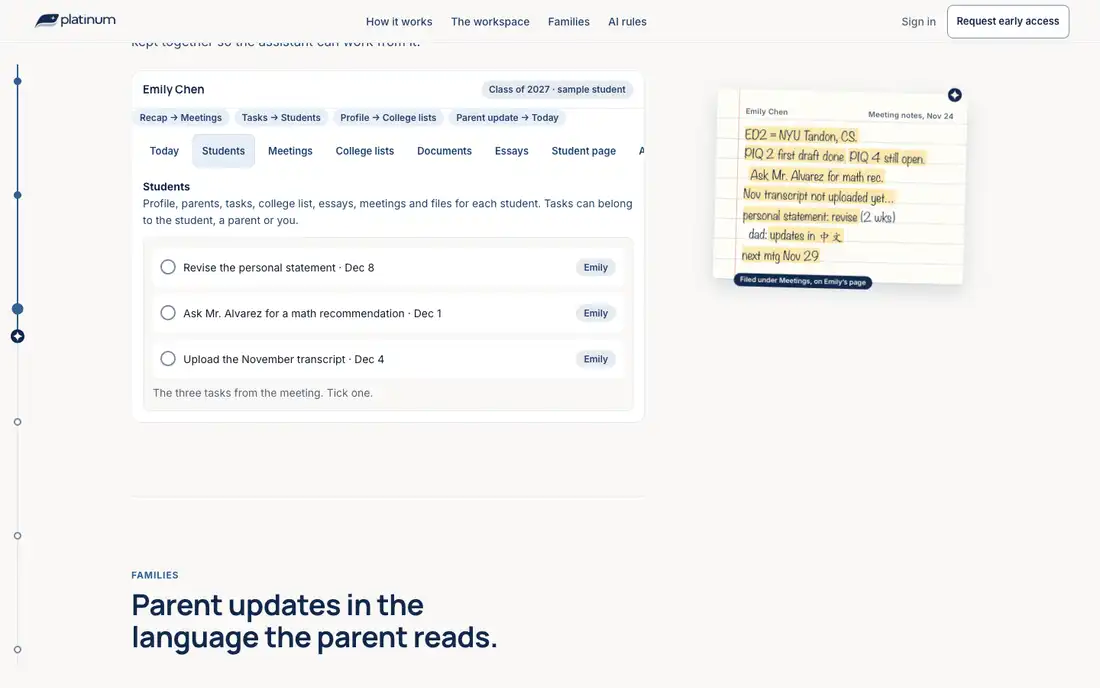 platinum
How it works
The workspace
Families
AI rules
Sign in
Request early access
kept together so the assistant can work from it.
Emily Chen
Class of 2027 · sample student
Recap → Meetings
Tasks → Students
Profile → College lists
Parent update → Today
Today
Students
Meetings
College lists
Documents
Essays
Student page
A
Students
Profile, parents, tasks, college list, essays, meetings and files for each student. Tasks can belong
to the student, a parent or you.
Revise the personal statement · Dec 8
Emily
Ask Mr. Alvarez for a math recommendation · Dec 1
Emily
Upload the November transcript · Dec 4
Emily
The three tasks from the meeting. Tick one.
Emily Chen
Meeting notes, Nov 24
ED2 = NYU Tandon, CS.
PIQ 2 first draft done. PIQ 4 still open.
Ask Mr. Alvarez for math rec.
Nov transcript not uploaded yet...
personal statement: revise (2 wks)
dad: updates in 中文
next mtg Nov 29
Filed under Meetings, on Emily's page
FAMILIES
Parent updates in the
language the parent reads.